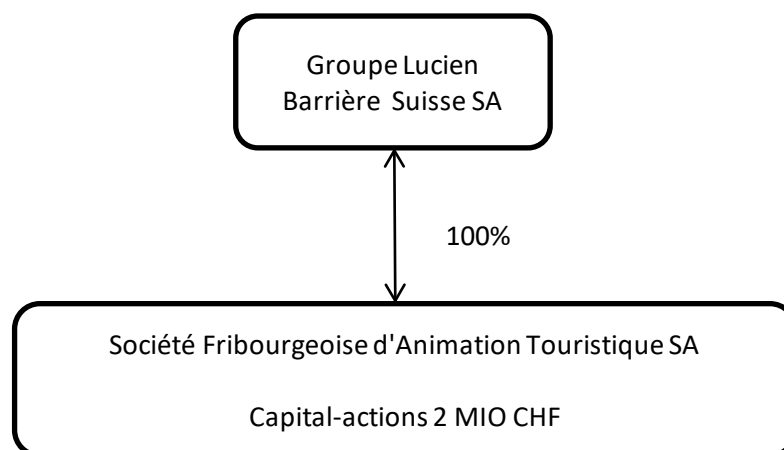 Groupe Lucien
Barrière Suisse SA
100%
Société Fribourgeoise d'Animation Touristique SA
Capital-actions 2 MIO CHF